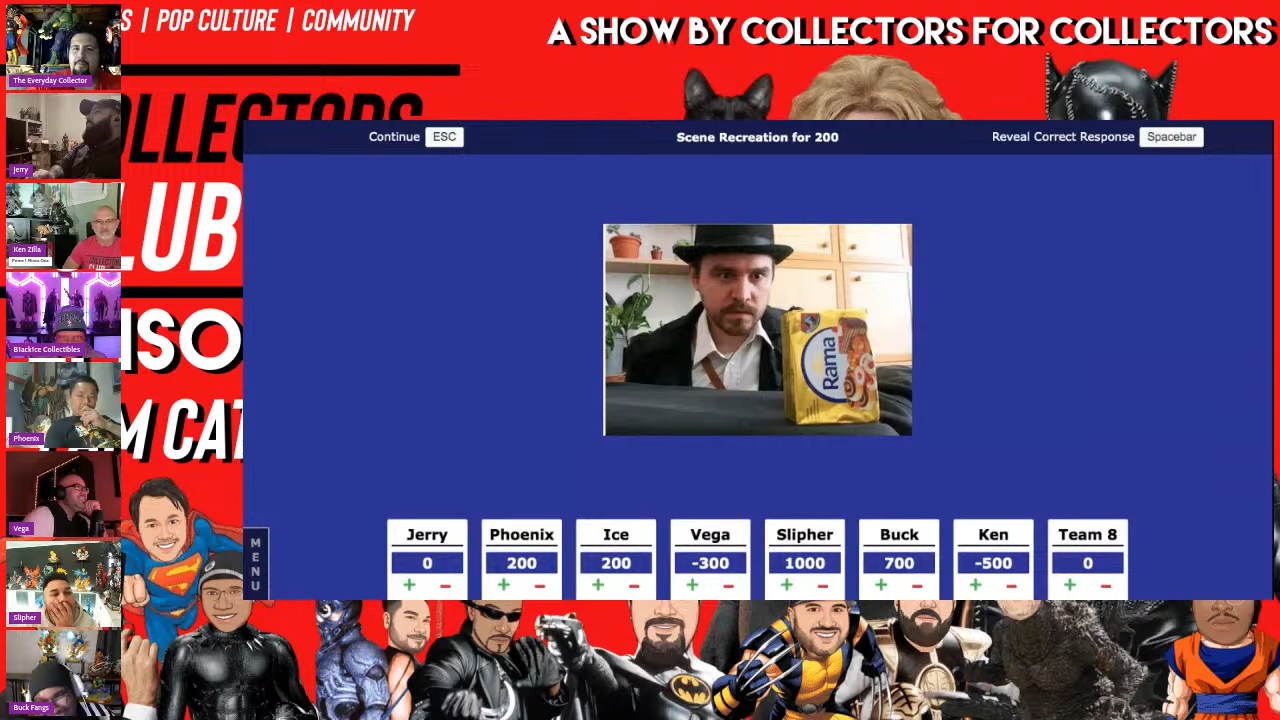 S | POP CULTURE | COMMUNITY
A SHOW BY COLLECTORS FOR COLLECTORS
The Everyday Collector
OLLECTORS
Continue ESC
Scene Recreation for 200
Reveal Correct Response Spacebar
Jerry
LUB
Ken Zilla
Rama
ISO
Blackice Collectibles
M CAT
Phoenix
Vega
MENU
Jerry Phoenix Ice Vega Slipher Buck Ken Team 8
0 200 200 -300 1000 700 -500 0
+ − + − + − + − + − + − + − + −
Slipher
Buck Fangs